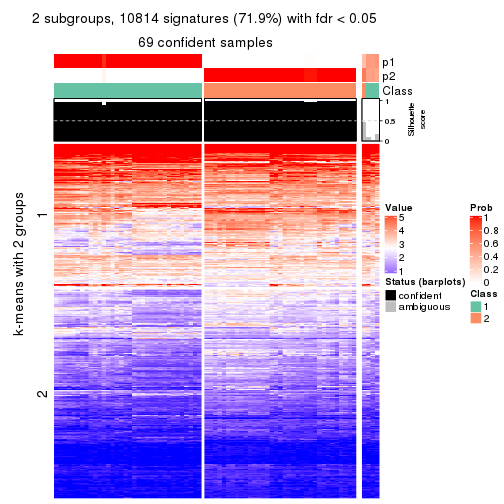 2 subgroups, 10814 signatures (71.9%) with fdr < 0.05
69 confident samples
p1
p2
Class
1
0.5
0
Silhouette
score
k-means with 2 groups
1
2
Value
5
4
3
2
1
Status (barplots)
confident
ambiguous
Prob
1
0.8
0.6
0.4
0.2
0
Class
1
2